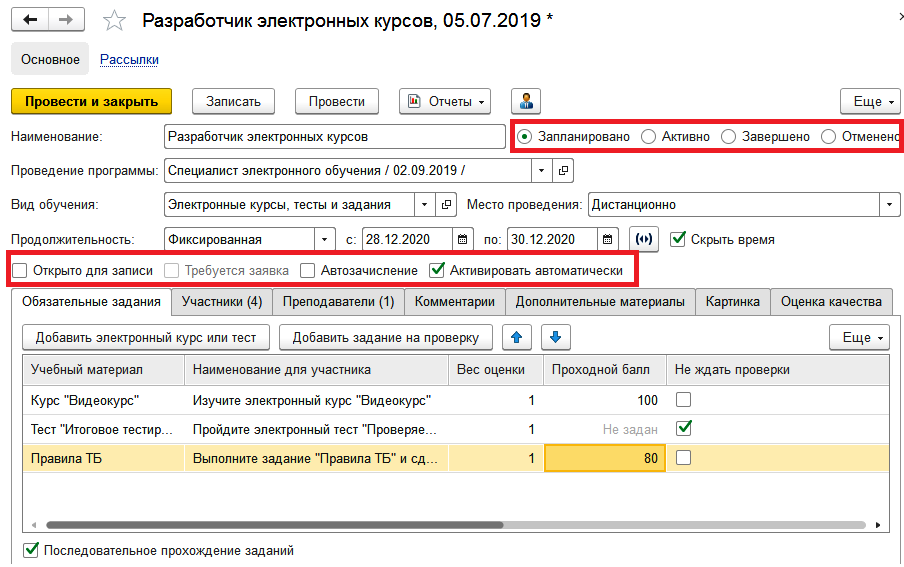 Разработчик электронных курсов, 05.07.2019 *
Основное Рассылки
Провести и закрыть Записать Провести Отчеты Еще
Наименование: Разработчик электронных курсов Запланировано Активно Завершено Отменено
Проведение программы: Специалист электронного обучения / 02.09.2019 /
Вид обучения: Электронные курсы, тесты и задания Место проведения: Дистанционно
Продолжительность: Фиксированная с: 28.12.2020 по: 30.12.2020 Скрыть время
Открыто для записи Требуется заявка Автозачисление Активировать автоматически
Обязательные задания Участники (4) Преподаватели (1) Комментарии Дополнительные материалы Картинка Оценка качества
Добавить электронный курс или тест Добавить задание на проверку Еще
Учебный материал Наименование для участника Вес оценки Проходной балл Не ждать проверки
Курс "Видеокурс" Изучите электронный курс "Видеокурс" 1 100
Тест "Итоговое тестир... Пройдите электронный тест "Проверяе... 1 Не задан
Правила ТБ Выполните задание "Правила ТБ" и сд... 1 80
Последовательное прохождение заданий